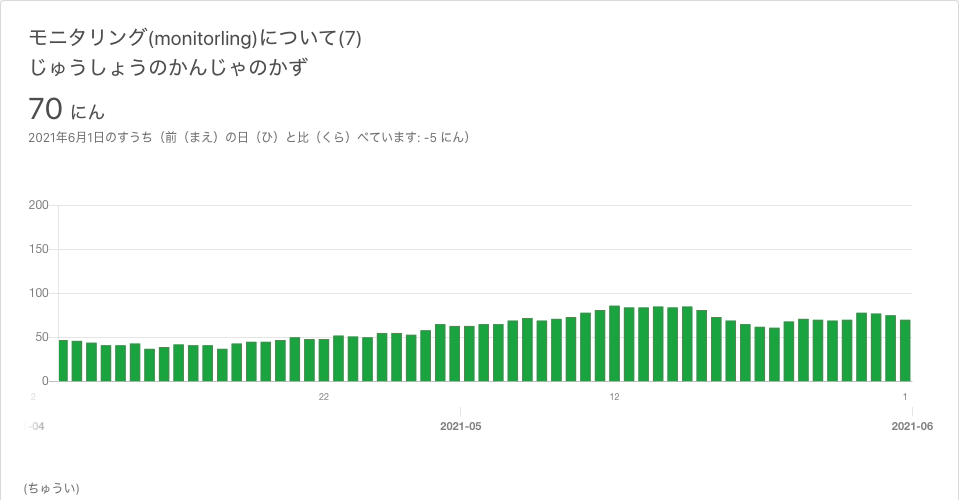 モニタリング(monitorling)について(7)
じゅうしょうのかんじゃのかず
70 にん
2021年6月1日のすうち（前（まえ）の日（ひ）と比（くら）べています: -5 にん）
200
150
100
50
0
2 22 12 1
-04 2021-05 2021-06
(ちゅうい)